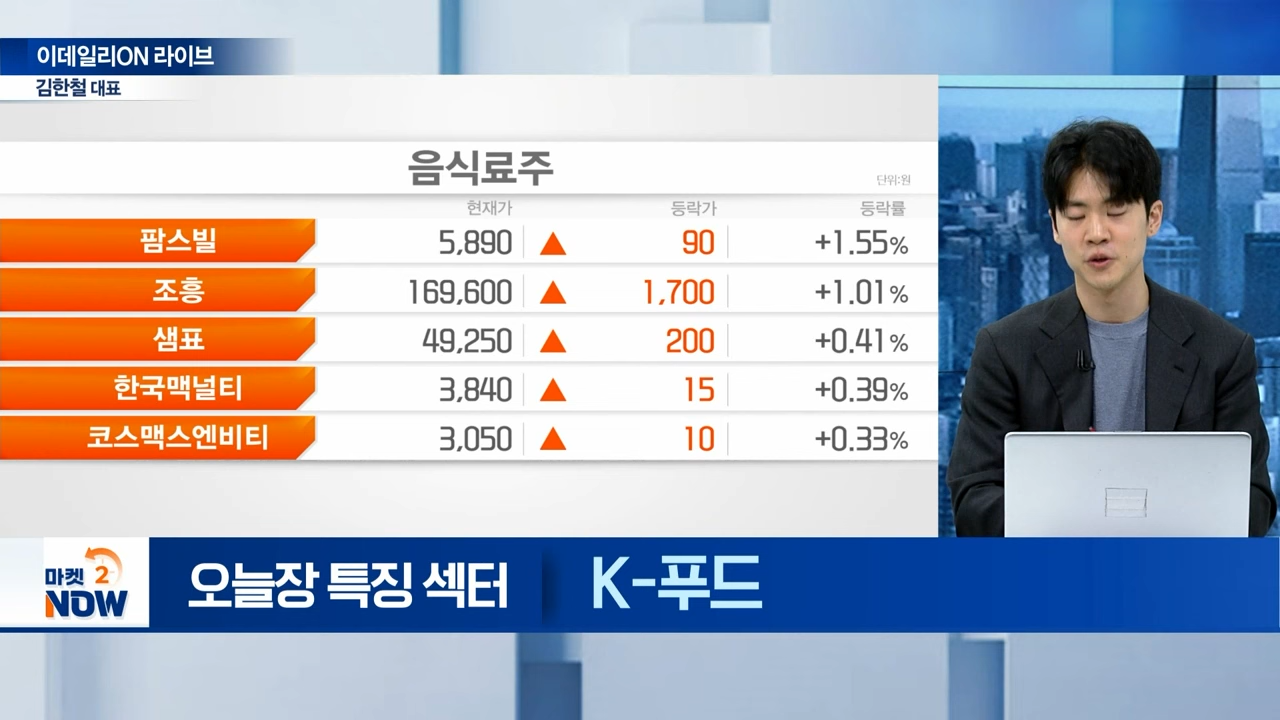 이데일리ON 라이브
김한철 대표
음식료주
단위:원
현재가 등락가 등락률
팜스빌 5,890 ▲ 90 +1.55%
조흥 169,600 ▲ 1,700 +1.01%
샘표 49,250 ▲ 200 +0.41%
한국맥널티 3,840 ▲ 15 +0.39%
코스맥스엔비티 3,050 ▲ 10 +0.33%
마켓 2
NOW
오늘장 특징 섹터 K-푸드